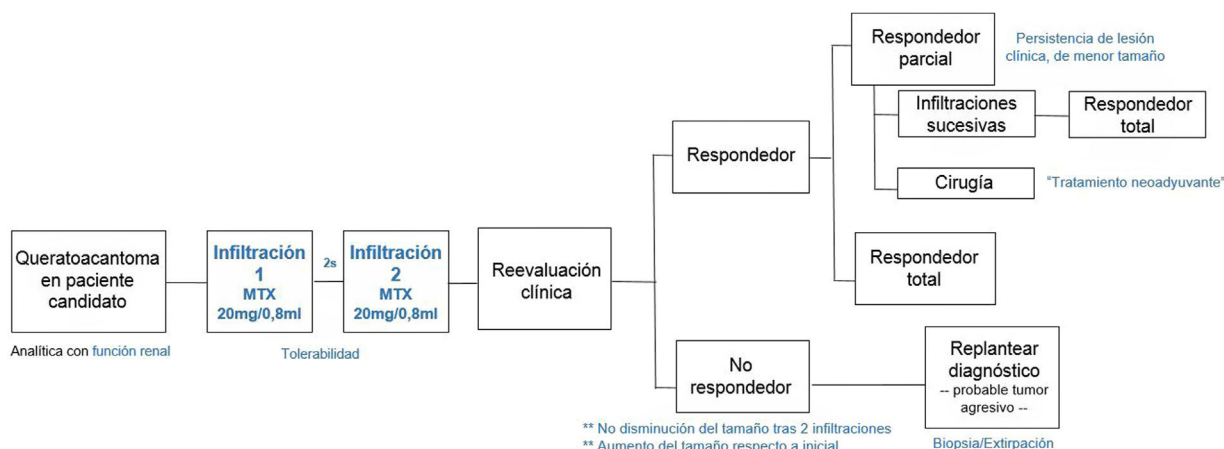 Queratoacantoma
en paciente
candidato
Analítica con función renal
Infiltración
1
MTX
20mg/0,8ml
2s
Infiltración
2
MTX
20mg/0,8ml
Tolerabilidad
Reevaluación
clínica
Respondedor
Respondedor
parcial
Persistencia de lesión
clínica, de menor tamaño
Infiltraciones
sucesivas
Respondedor
total
Cirugía
"Tratamiento neoadyuvante"
Respondedor
total
No
respondedor
** No disminución del tamaño tras 2 infiltraciones
** Aumento del tamaño respecto a inicial
Replantear
diagnóstico
-- probable tumor
agresivo --
Biopsia/Extirpación